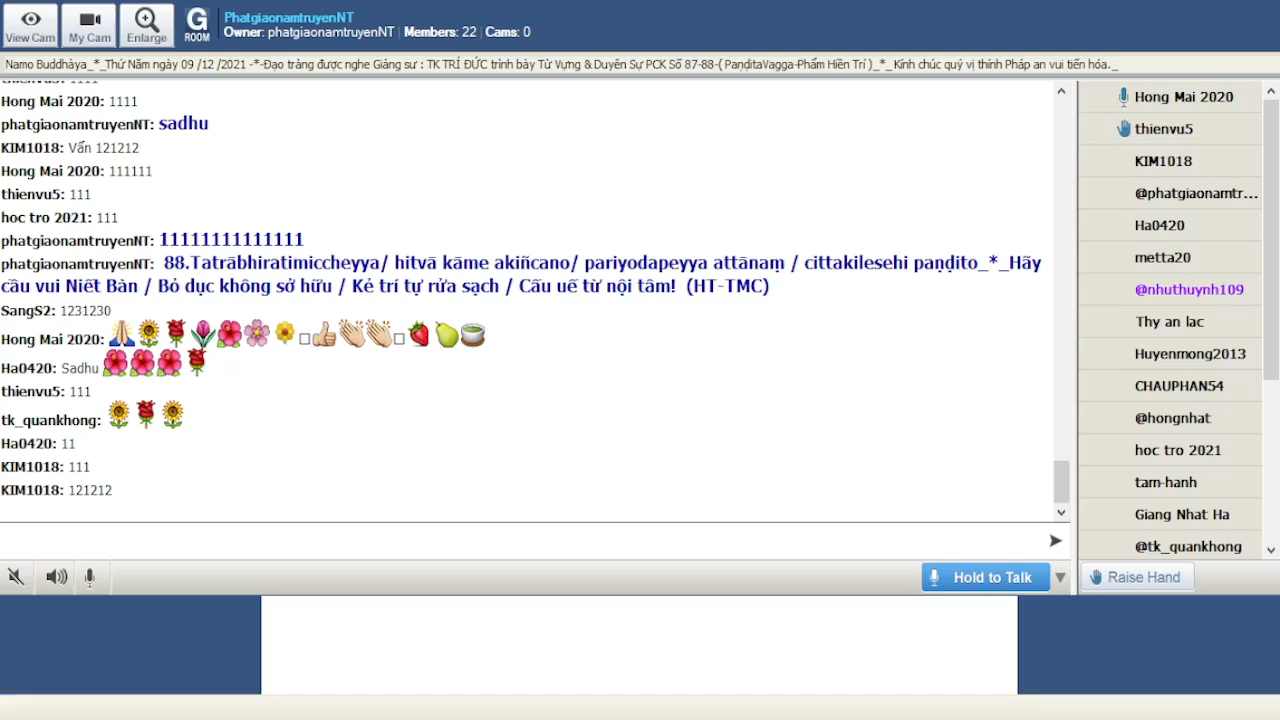 PhatgiaonamtruyenNT
View Cam My Cam Enlarge G ROOM Owner: phatgiaonamtruyenNT | Members: 22 | Cams: 0
Namo Buddhàya_*_Thứ Năm ngày 09 /12 /2021 -*-Đạo tràng được nghe Giảng sư : TK TRÍ ĐỨC trình bày Từ Vựng & Duyên Sự PCK Số 87-88-( PaṇḍitaVagga-Phẩm Hiền Trí )_*_ Kính chúc quý vị thính Pháp an vui tiến hóa._
thienvu5: 1111
Hong Mai 2020: 1111
phatgiaonamtruyenNT: sadhu
KIM1018: Vấn 121212
Hong Mai 2020: 111111
thienvu5: 111
hoc tro 2021: 111
phatgiaonamtruyenNT: 11111111111111
phatgiaonamtruyenNT: 88.Tatrābhiratimiccheyya/ hitvā kāme akiñcano/ pariyodapeyya attānaṃ / cittakilesehi paṇḍito_*_Hãy
cầu vui Niết Bàn / Bỏ dục không sở hữu / Kẻ trí tự rửa sạch / Cấu uế từ nội tâm! (HT-TMC)
SangS2: 1231230
Hong Mai 2020: 🙏🌻🌹🌷🌺🌸🌼□👍👏👏□🍓🍐🍵
Ha0420: Sadhu 🌺🌺🌺🌹
thienvu5: 111
tk_quankhong: 🌻🌹🌻
Ha0420: 11
KIM1018: 111
KIM1018: 121212
Hong Mai 2020
thienvu5
KIM1018
@phatgiaonamtr...
Ha0420
metta20
@nhuthuynh109
Thy an lac
Huyenmong2013
CHAUPHAN54
@hongnhat
hoc tro 2021
tam-hanh
Giang Nhat Ha
@tk_quankhong
Hold to Talk
Raise Hand